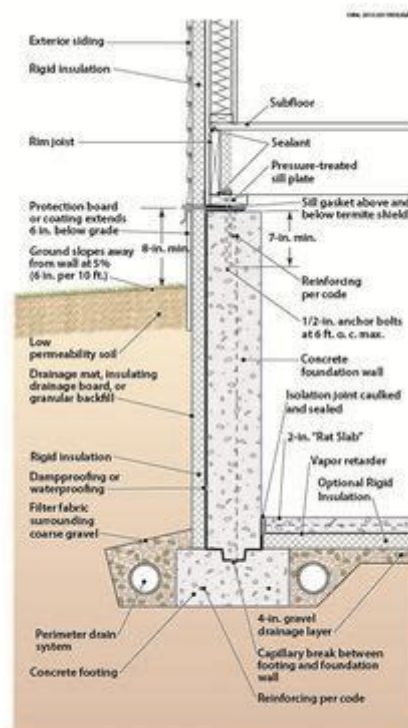 Exterior siding
Rigid insulation
Subfloor
Rim joist
Sealant
Pressure-treated
sill plate
Protection board
or coating extends
6 in. below grade
8-in. min.
Sill gasket above and
below termite shield
7-in. min.
Ground slopes away
from wall at 5%
(6 in. per 10 ft.)
Reinforcing
per code
1/2-in. anchor bolts
at 6 ft. o. c. max.
Low
permeability soil
Concrete
foundation wall
Drainage mat, insulating
drainage board, or
granular backfill
Isolation joint caulked
and sealed
2-in. "Rat Slab"
Rigid insulation
Vapor retarder
Dampproofing or
waterproofing
Optional Rigid
Insulation
Filter fabric
surrounding
coarse gravel
4-in. gravel
drainage layer
Perimeter drain
system
Capillary break between
footing and foundation
wall
Concrete footing
Reinforcing per code